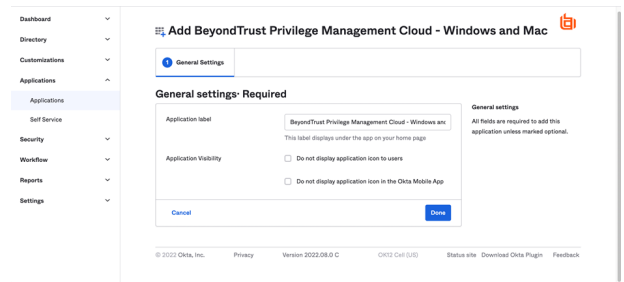 Dashboard
Directory
Customizations
Applications
Applications
Self Service
Security
Workflow
Reports
Settings
Add BeyondTrust Privilege Management Cloud - Windows and Mac
1 General Settings
General settings· Required
Application label
BeyondTrust Privilege Management Cloud - Windows and
This label displays under the app on your home page
Application Visibility
Do not display application icon to users
Do not display application icon in the Okta Mobile App
Cancel
Done
General settings
All fields are required to add this
application unless marked optional.
© 2022 Okta, Inc.
Privacy
Version 2022.08.0 C
OK12 Cell (US)
Status site
Download Okta Plugin
Feedback